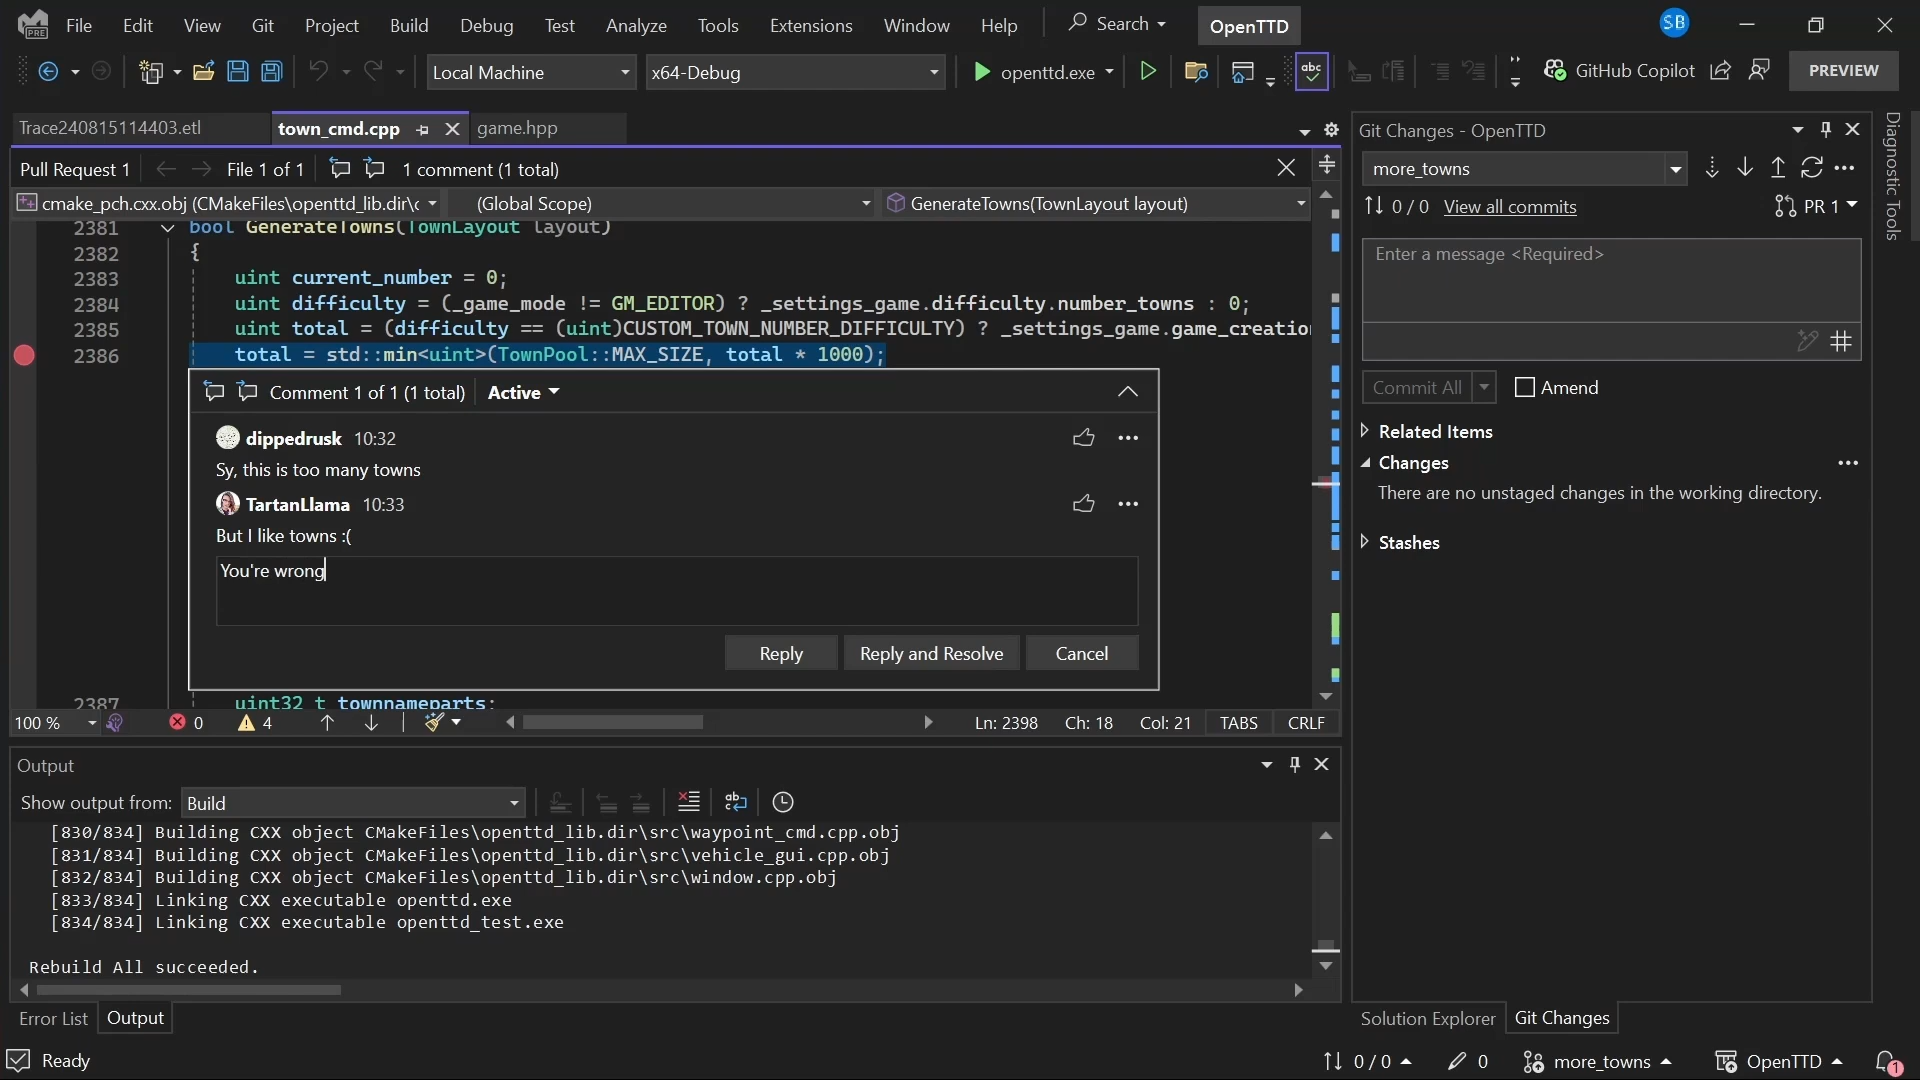 PRE File Edit View Git Project Build Debug Test Analyze Tools Extensions Window Help Search OpenTTD SB
Local Machine x64-Debug openttd.exe abc GitHub Copilot PREVIEW
Trace240815114403.etl town_cmd.cpp game.hpp
Pull Request 1 File 1 of 1 1 comment (1 total)
cmake_pch.cxx.obj (CMakeFiles\openttd_lib.dir\c (Global Scope) GenerateTowns(TownLayout layout)
2381 bool GenerateTowns(TownLayout layout)
2382 {
2383 uint current_number = 0;
2384 uint difficulty = (_game_mode != GM_EDITOR) ? _settings_game.difficulty.number_towns : 0;
2385 uint total = (difficulty == (uint)CUSTOM_TOWN_NUMBER_DIFFICULTY) ? _settings_game.game_creation
2386 total = std::min<uint>(TownPool::MAX_SIZE, total * 1000);
Comment 1 of 1 (1 total) Active
dippedrusk 10:32
Sy, this is too many towns
TartanLlama 10:33
But I like towns :(
You're wrong
Reply Reply and Resolve Cancel
2387 uint32_t townnameparts;
100 % 0 4 Ln: 2398 Ch: 18 Col: 21 TABS CRLF
Output
Show output from: Build
[830/834] Building CXX object CMakeFiles\openttd_lib.dir\src\waypoint_cmd.cpp.obj
[831/834] Building CXX object CMakeFiles\openttd_lib.dir\src\vehicle_gui.cpp.obj
[832/834] Building CXX object CMakeFiles\openttd_lib.dir\src\window.cpp.obj
[833/834] Linking CXX executable openttd.exe
[834/834] Linking CXX executable openttd_test.exe
Rebuild All succeeded.
Error List Output
Git Changes - OpenTTD
more_towns
0 / 0 View all commits PR 1
Enter a message <Required>
Commit All Amend
Related Items
Changes
There are no unstaged changes in the working directory.
Stashes
Solution Explorer Git Changes
Diagnostic Tools
Ready 0 / 0 0 more_towns OpenTTD 1